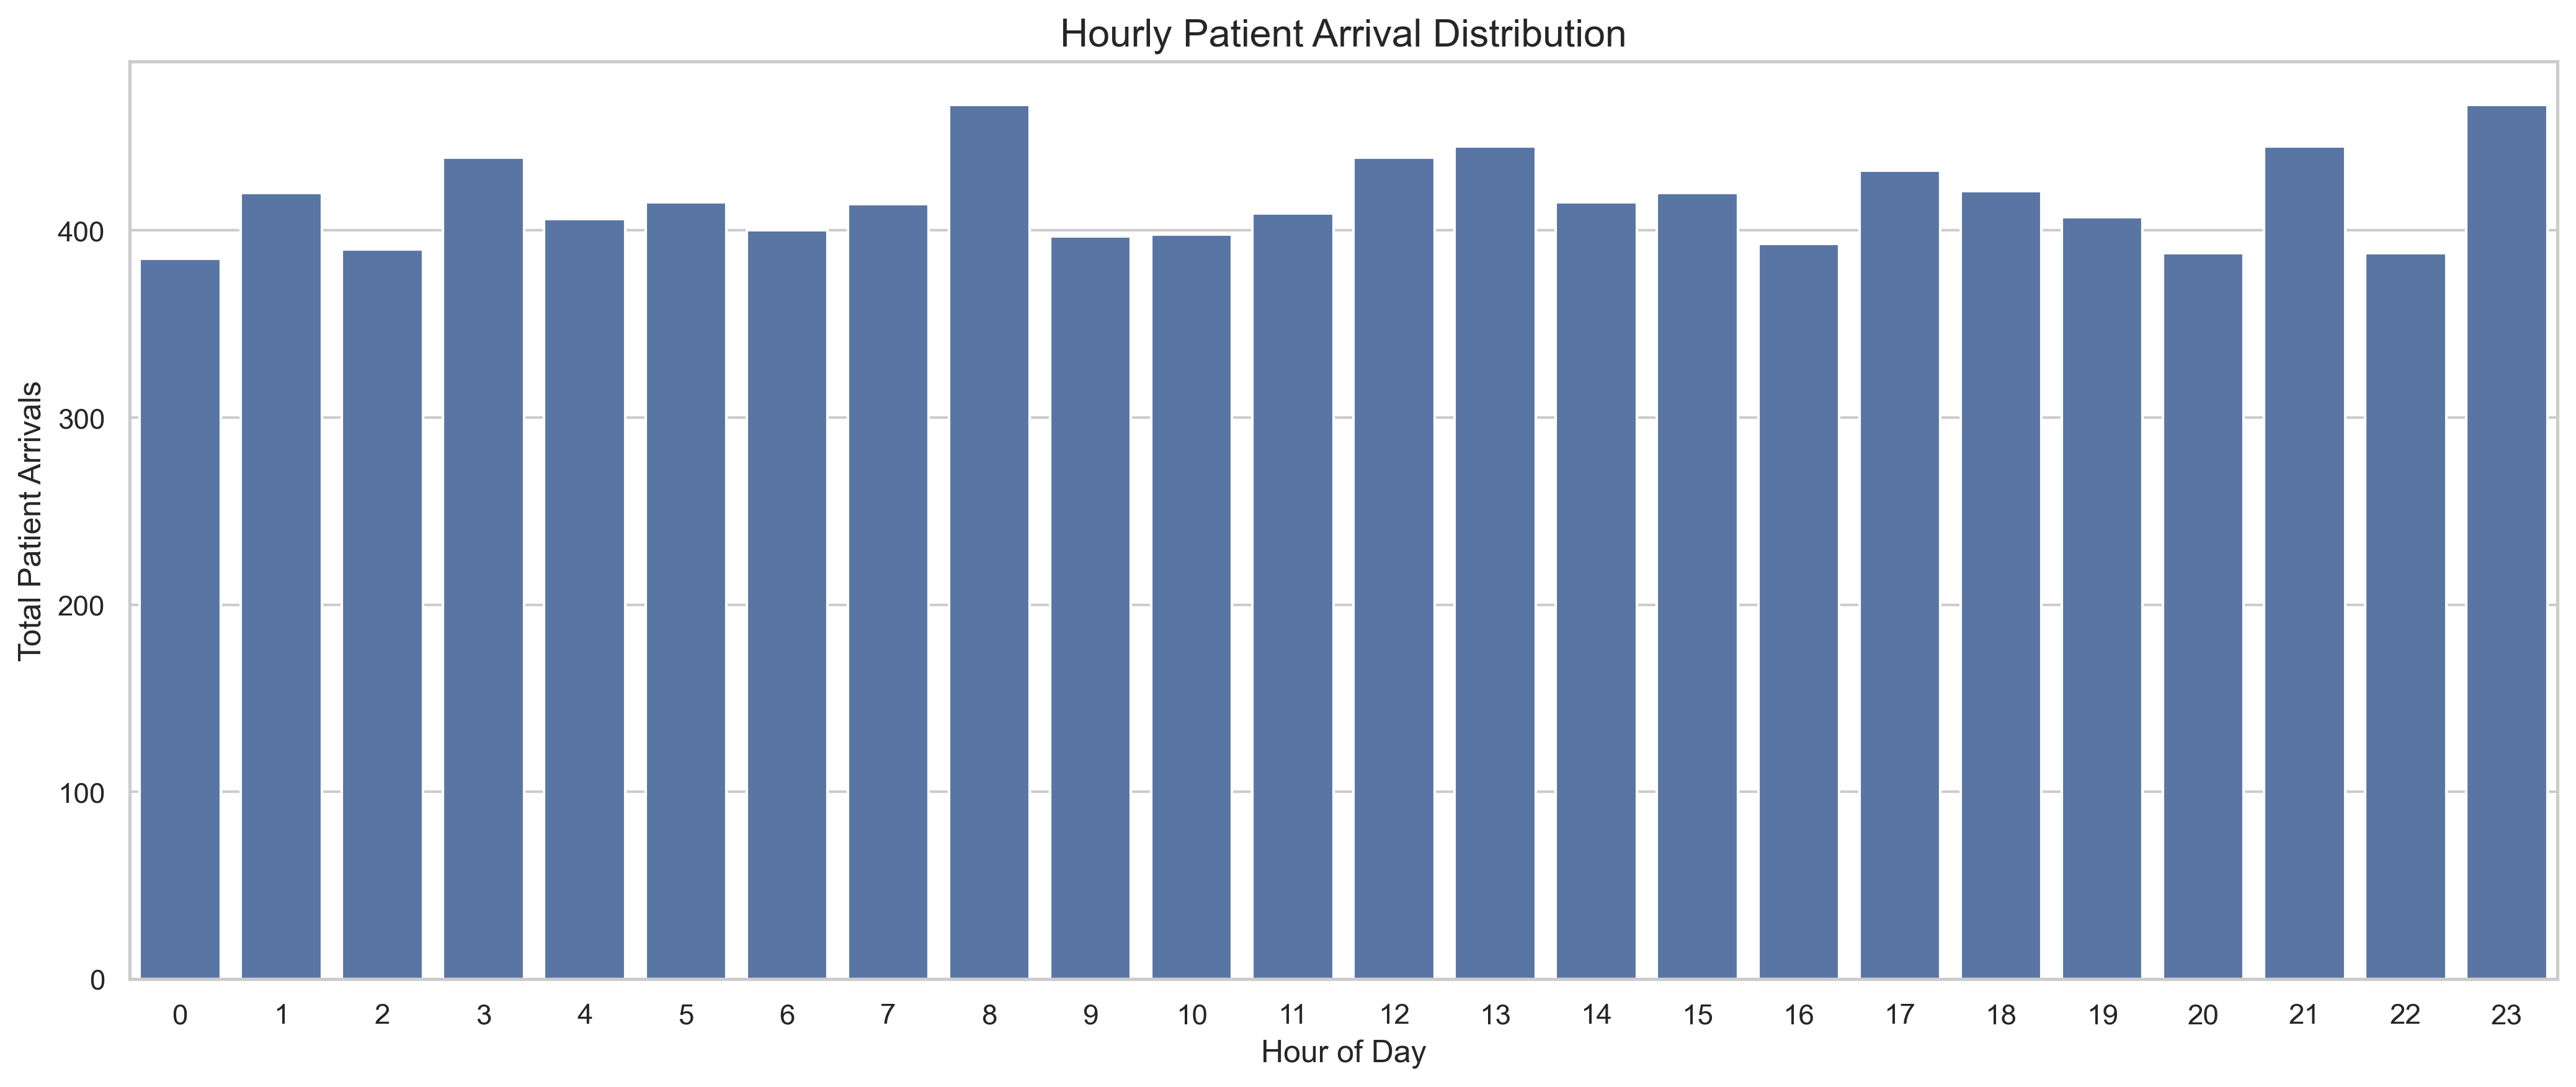 Hourly Patient Arrival Distribution
Total Patient Arrivals
400
300
200
100
0
0 1 2 3 4 5 6 7 8 9 10 11 12 13 14 15 16 17 18 19 20 21 22 23
Hour of Day